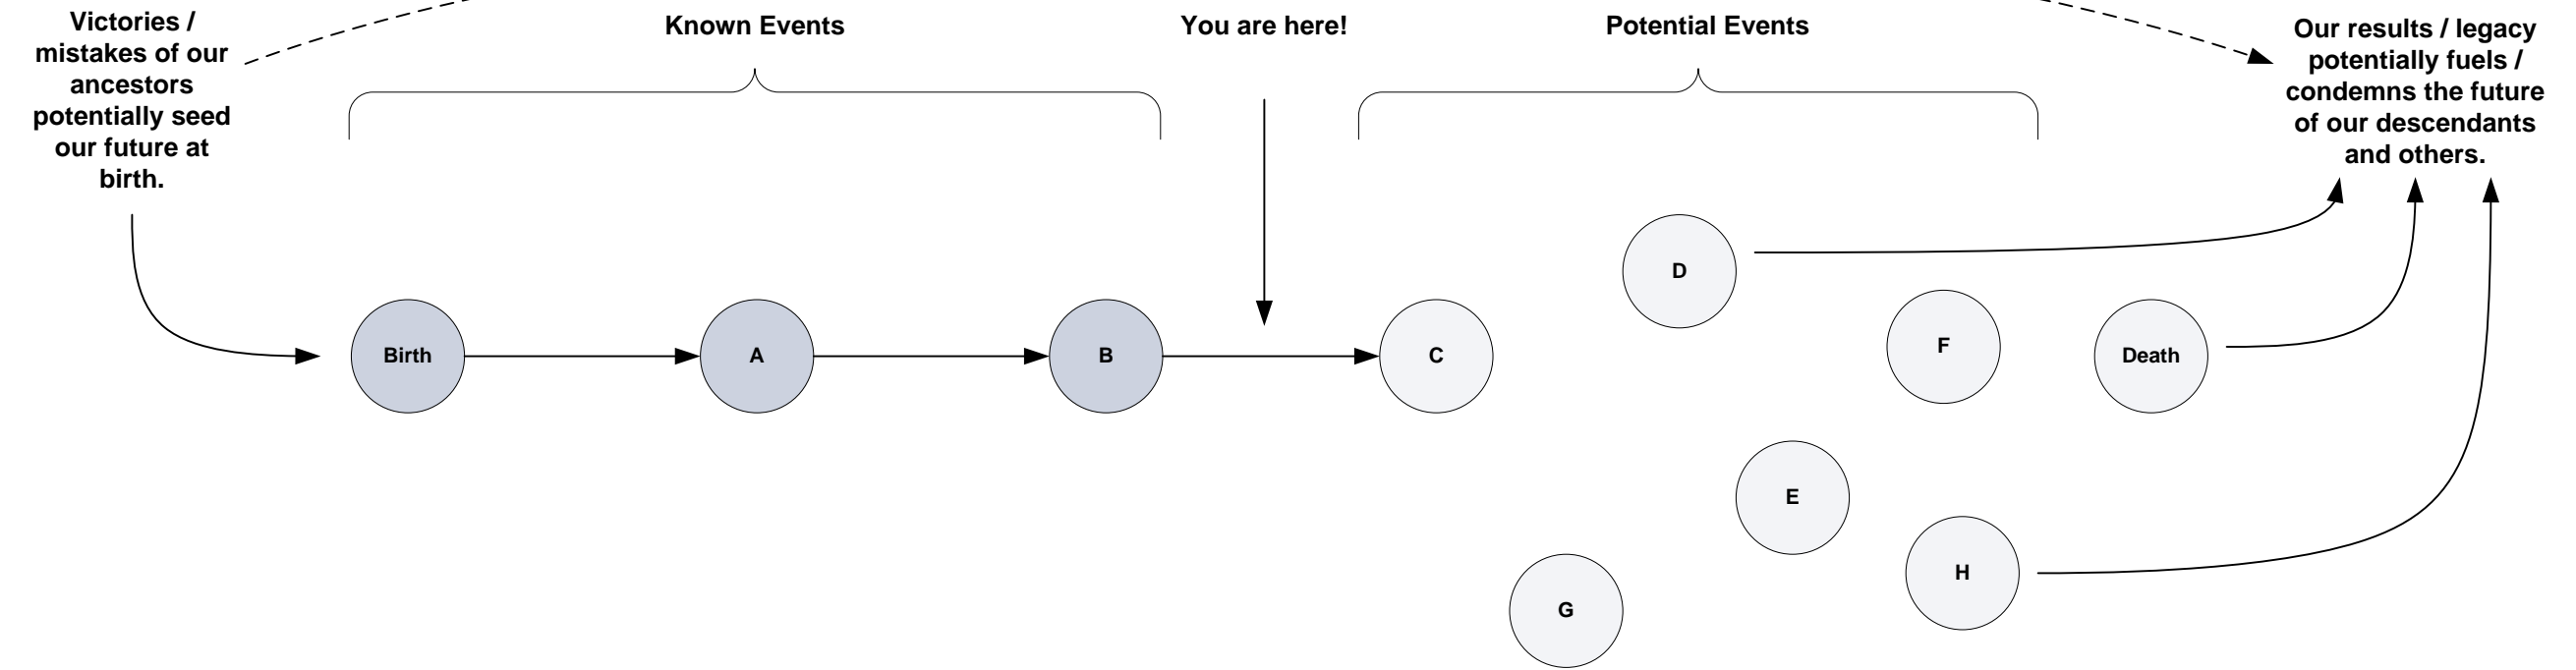 Victories /
mistakes of our
ancestors
potentially seed
our future at
birth.
Known Events
You are here!
Potential Events
Our results / legacy
potentially fuels /
condemns the future
of our descendants
and others.
D
Birth
A
B
C
F
Death
E
H
G